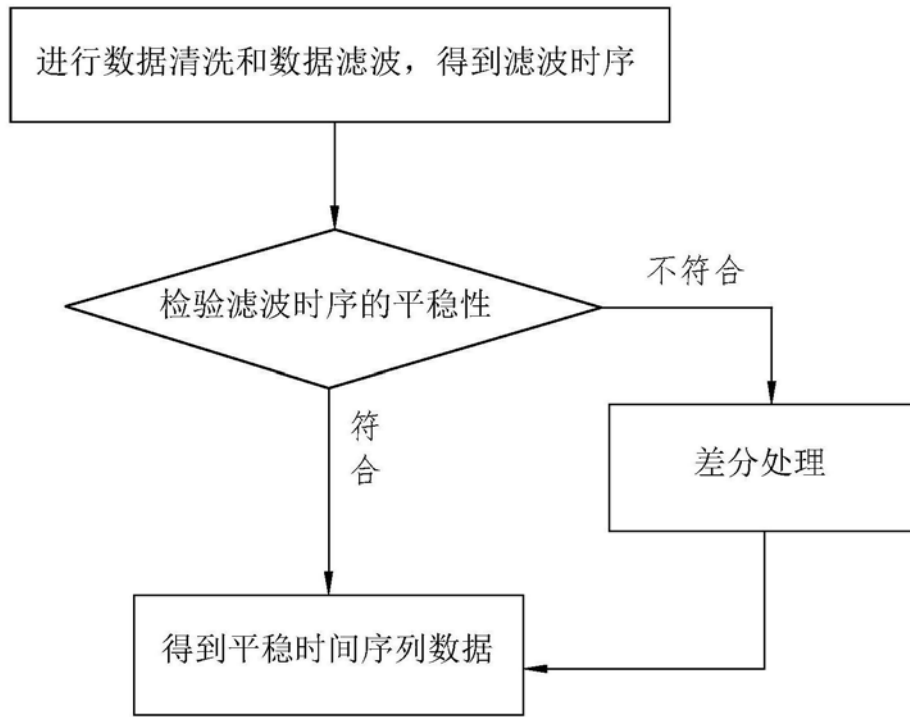 进行数据清洗和数据滤波，得到滤波时序
不符合
检验滤波时序的平稳性
符
合
差分处理
得到平稳时间序列数据